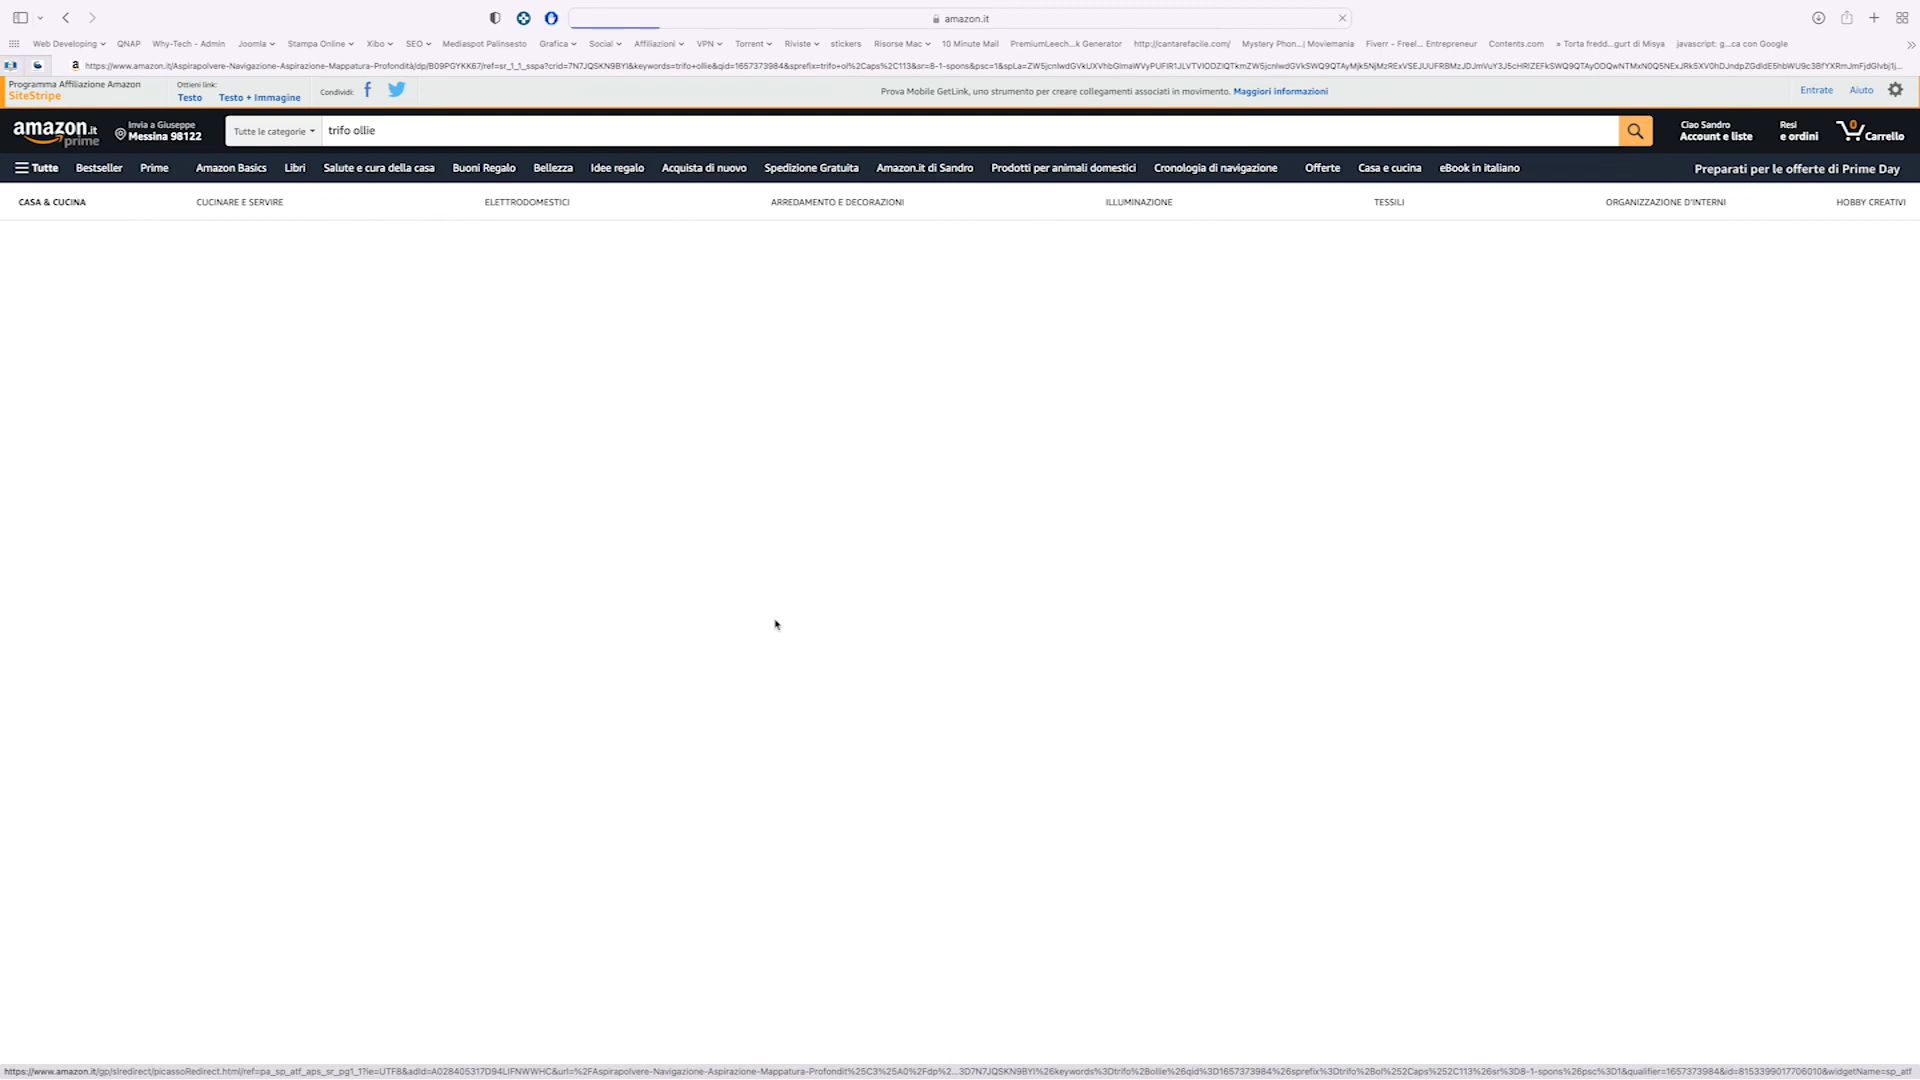 amazon.it
Web Developing QNAP Why-Tech - Admin Joomla Stampa Online Xibo SEO Mediaspot Palinsesto Grafica Social Affiliazioni VPN Torrent Riviste stickers Risorse Mac 10 Minute Mail PremiumLeech...k Generator http://cantarefacile.com/ Mystery Phon...| Moviemania Fiverr - Freel... Entrepreneur Contents.com » Torta fredd...gurt di Misya javascript: g...ca con Google
Programma Affiliazione Amazon
SiteStripe
Ottieni link:
Testo Testo + Immagine
Condividi:
Prova Mobile GetLink, uno strumento per creare collegamenti associati in movimento. Maggiori informazioni
Entrate Aiuto
amazon.it
prime
Invia a Giuseppe
Messina 98122
Tutte le categorie
trifo ollie
Ciao Sandro
Account e liste
Resi
e ordini
0
Carrello
Tutte Bestseller Prime Amazon Basics Libri Salute e cura della casa Buoni Regalo Bellezza Idee regalo Acquista di nuovo Spedizione Gratuita Amazon.it di Sandro Prodotti per animali domestici Cronologia di navigazione Offerte Casa e cucina eBook in italiano Preparati per le offerte di Prime Day
CASA & CUCINA CUCINARE E SERVIRE ELETTRODOMESTICI ARREDAMENTO E DECORAZIONI ILLUMINAZIONE TESSILI ORGANIZZAZIONE D'INTERNI HOBBY CREATIVI